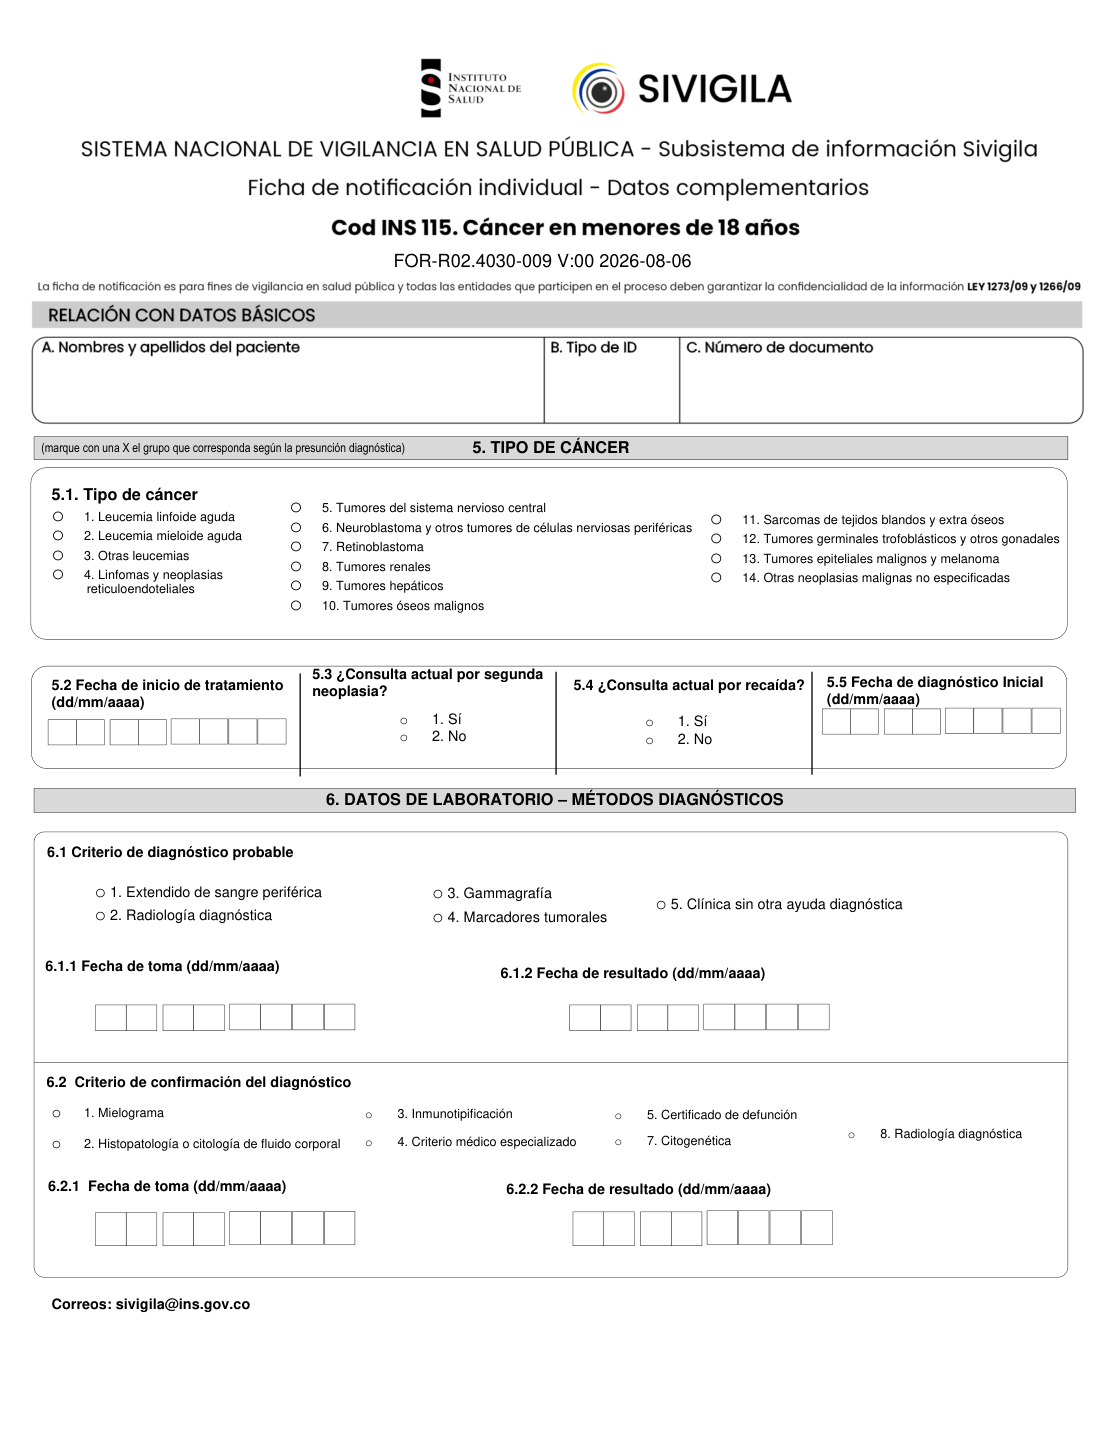 INSTITUTO
NACIONAL DE
SALUD
SIVIGILA
SISTEMA NACIONAL DE VIGILANCIA EN SALUD PÚBLICA - Subsistema de información Sivigila
Ficha de notificación individual - Datos complementarios
Cod INS 115. Cáncer en menores de 18 años
FOR-R02.4030-009 V:00 2026-08-06
La ficha de notificación es para fines de vigilancia en salud pública y todas las entidades que participen en el proceso deben garantizar la confidencialidad de la información LEY 1273/09 y 1266/09
RELACIÓN CON DATOS BÁSICOS
A. Nombres y apellidos del paciente
B. Tipo de ID
C. Número de documento
(marque con una X el grupo que corresponda según la presunción diagnóstica)
5. TIPO DE CÁNCER
5.1. Tipo de cáncer
1. Leucemia linfoide aguda
2. Leucemia mieloide aguda
3. Otras leucemias
4. Linfomas y neoplasias
reticuloendoteliales
5. Tumores del sistema nervioso central
6. Neuroblastoma y otros tumores de células nerviosas periféricas
7. Retinoblastoma
8. Tumores renales
9. Tumores hepáticos
10. Tumores óseos malignos
11. Sarcomas de tejidos blandos y extra óseos
12. Tumores germinales trofoblásticos y otros gonadales
13. Tumores epiteliales malignos y melanoma
14. Otras neoplasias malignas no especificadas
5.2 Fecha de inicio de tratamiento
(dd/mm/aaaa)
5.3 ¿Consulta actual por segunda
neoplasia?
1. Sí
2. No
5.4 ¿Consulta actual por recaída?
1. Sí
2. No
5.5 Fecha de diagnóstico Inicial
(dd/mm/aaaa)
6. DATOS DE LABORATORIO – MÉTODOS DIAGNÓSTICOS
6.1 Criterio de diagnóstico probable
1. Extendido de sangre periférica
2. Radiología diagnóstica
3. Gammagrafía
4. Marcadores tumorales
5. Clínica sin otra ayuda diagnóstica
6.1.1 Fecha de toma (dd/mm/aaaa)
6.1.2 Fecha de resultado (dd/mm/aaaa)
6.2 Criterio de confirmación del diagnóstico
1. Mielograma
2. Histopatología o citología de fluido corporal
3. Inmunotipificación
4. Criterio médico especializado
5. Certificado de defunción
7. Citogenética
8. Radiología diagnóstica
6.2.1 Fecha de toma (dd/mm/aaaa)
6.2.2 Fecha de resultado (dd/mm/aaaa)
Correos: sivigila@ins.gov.co